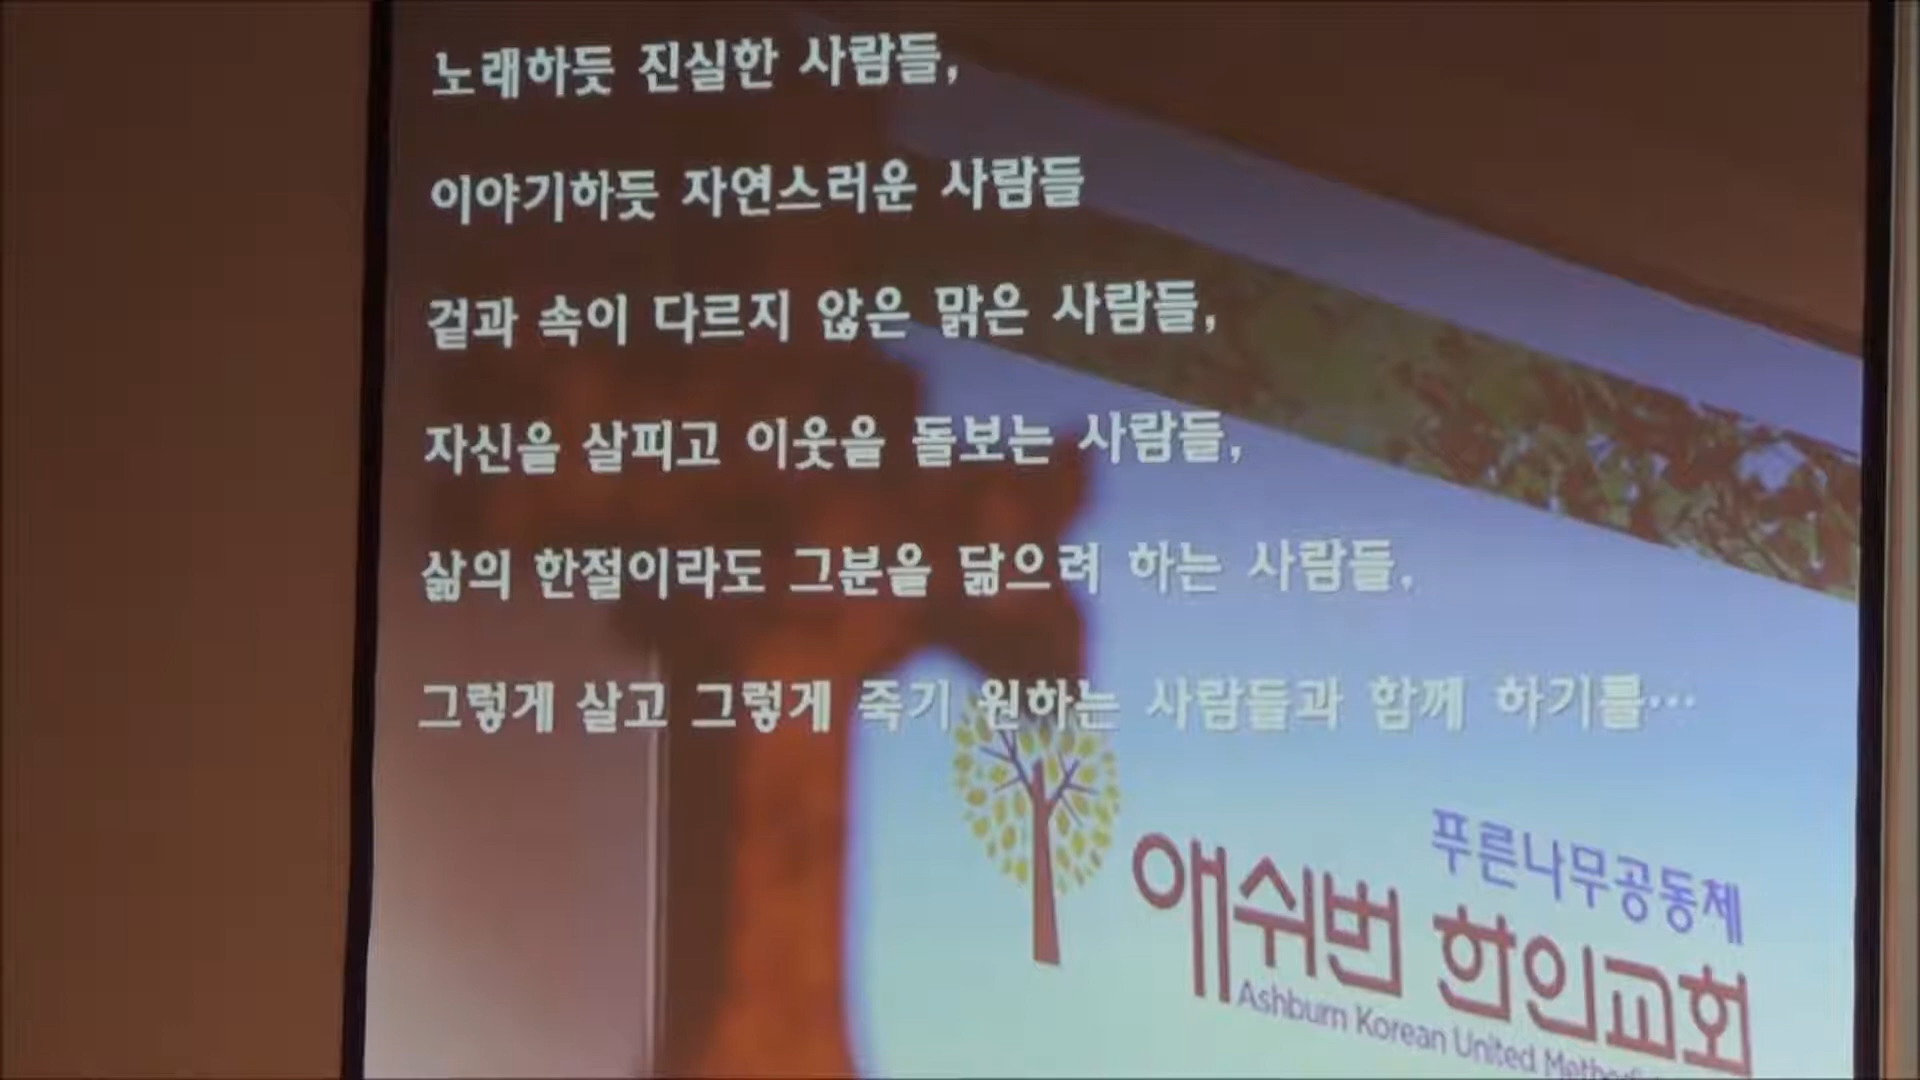 노래하듯 진실한 사람들,
이야기하듯 자연스러운 사람들
겉과 속이 다르지 않은 맑은 사람들,
자신을 살피고 이웃을 돌보는 사람들,
삶의 한절이라도 그분을 닮으려 하는 사람들,
그렇게 살고 그렇게 죽기 원하는 사람들과 함께 하기를…
푸른나무공동체
애쉬번 한인교회
Ashburn Korean United